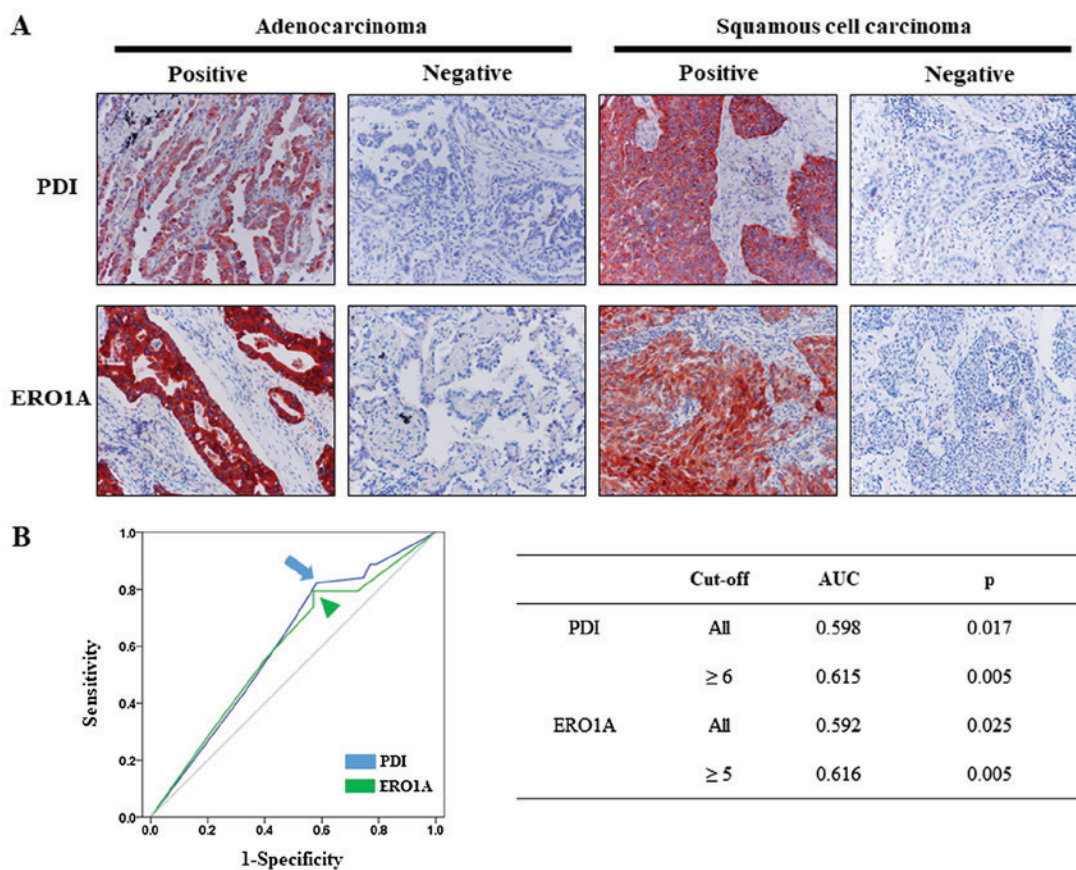 A
Adenocarcinoma
Squamous cell carcinoma
Positive
Negative
Positive
Negative
PDI
ERO1A
B
1.0
0.8
0.6
0.4
0.2
0.0
0.0 0.2 0.4 0.6 0.8 1.0
Sensitivity
1-Specificity
PDI
ERO1A
Cut-off AUC p
PDI All 0.598 0.017
≥ 6 0.615 0.005
ERO1A All 0.592 0.025
≥ 5 0.616 0.005